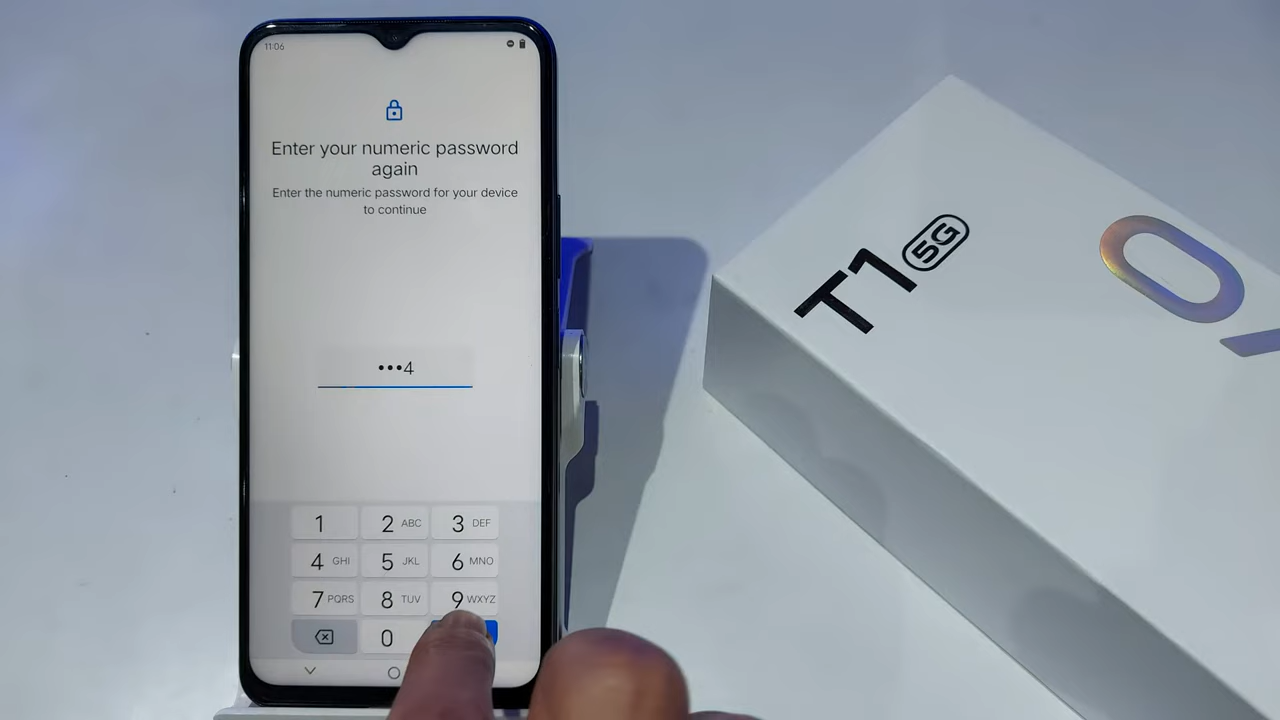 11:06
Enter your numeric password
again
Enter the numeric password for your device
to continue
•••4
1
2 ABC
3 DEF
4 GHI
5 JKL
6 MNO
7 PQRS
8 TUV
9 WXYZ
0
T1 5G